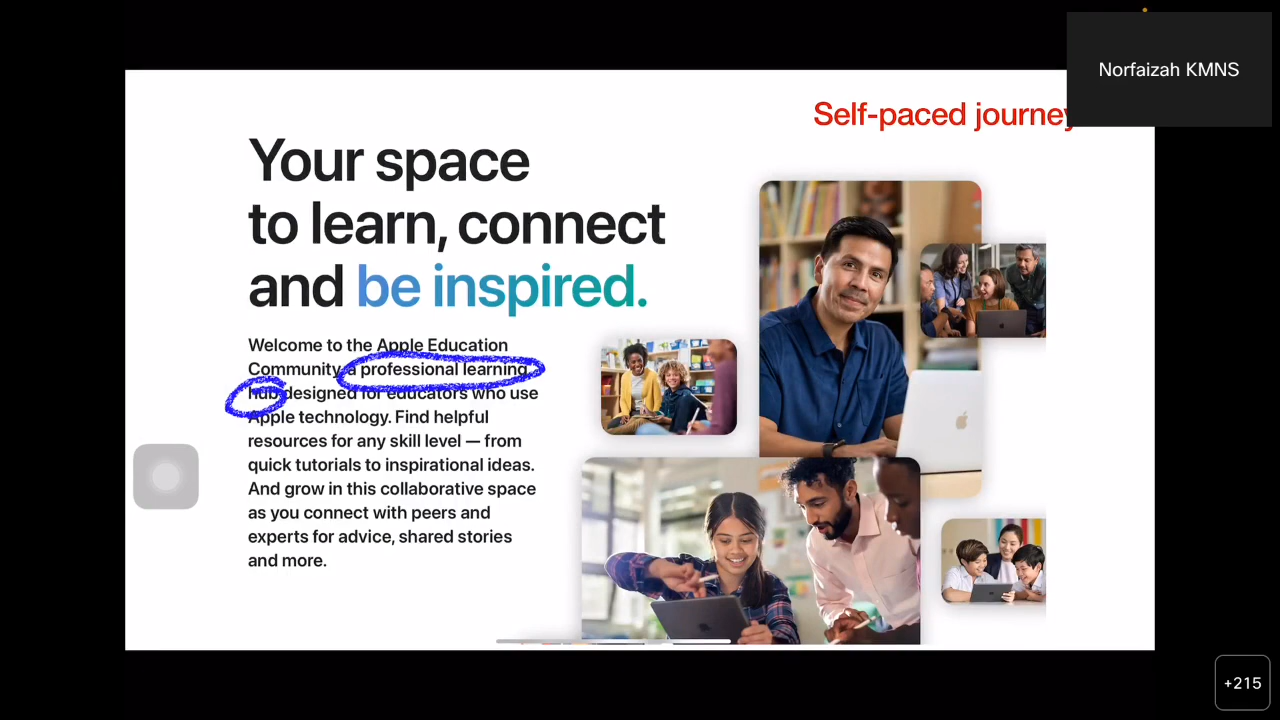 Norfaizah KMNS
Self-paced journey
Your space
to learn, connect
and be inspired.
Welcome to the Apple Education
Community, a professional learning
hub designed for educators who use
Apple technology. Find helpful
resources for any skill level — from
quick tutorials to inspirational ideas.
And grow in this collaborative space
as you connect with peers and
experts for advice, shared stories
and more.
+215